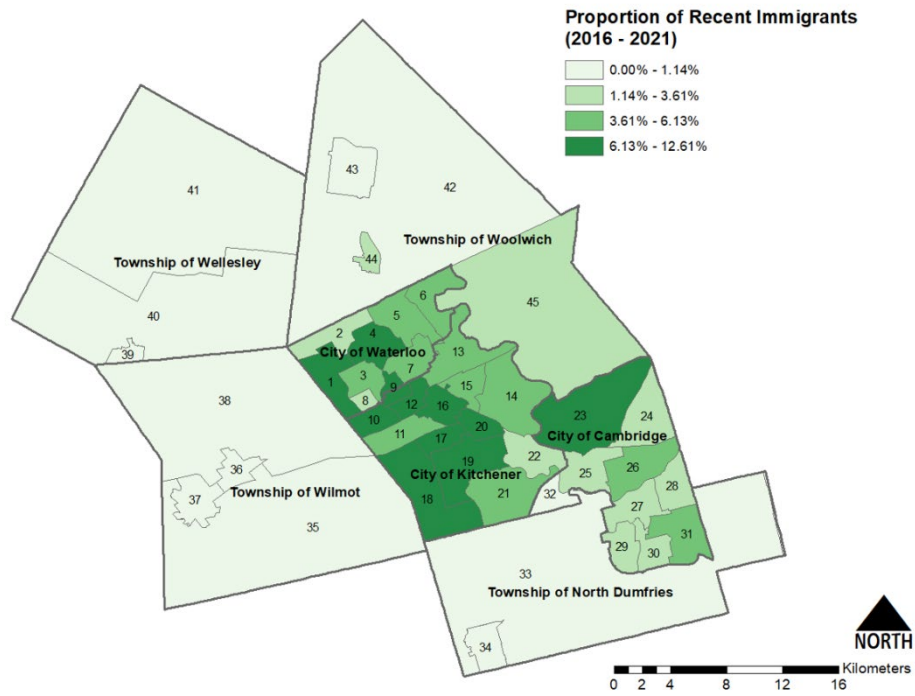 Proportion of Recent Immigrants
(2016 - 2021)
0.00% - 1.14%
1.14% - 3.61%
3.61% - 6.13%
6.13% - 12.61%
43
42
41
Township of Woolwich
Township of Wellesley
44
6
45
40
5
2
4
39
City of Waterloo
13
7
1
3
15
9
14
38
8
12
16
23
24
10
20
11
17
City of Cambridge
22
19
36
26
25
City of Kitchener
28
37
Township of Wilmot
18
21
32
27
35
31
29
30
33
Township of North Dumfries
34
NORTH
Kilometers
0 2 4 8 12 16